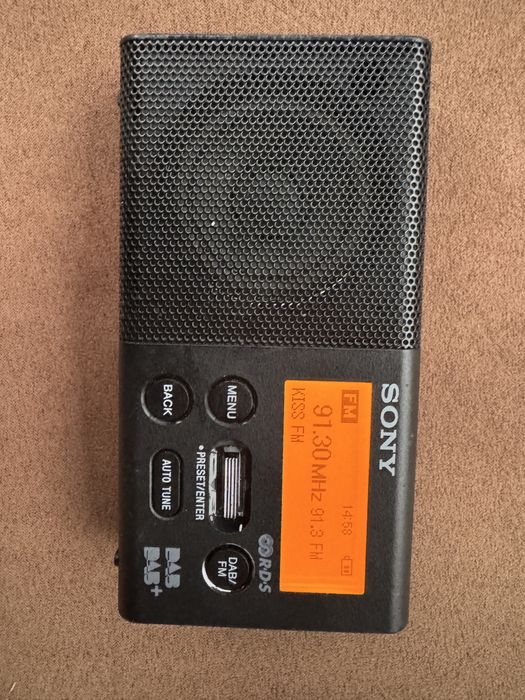 SONY
FM 14:58
91.30MHz 91.3 FM
KISS FM
RDS
MENU
DAB/
FM
• PRESET/ENTER
BACK
AUTO TUNE
DAB
DAB+